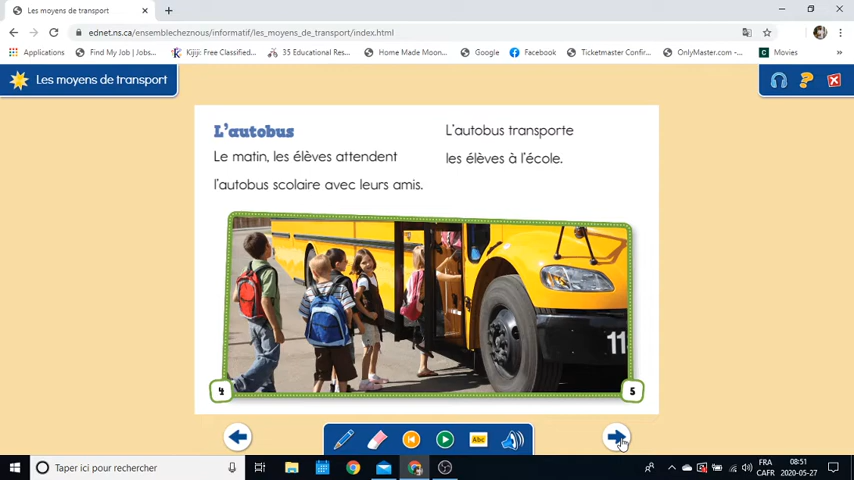 Les moyens de transport
ednet.ns.ca/ensemblecheznous/informatif/les_moyens_de_transport/index.html
Applications
Find My Job | Jobs...
Kijiji: Free Classified...
35 Educational Res...
Home Made Moon...
Google
Facebook
Ticketmaster Confir...
OnlyMaster.com -...
Movies
Les moyens de transport
L'autobus
Le matin, les élèves attendent
l'autobus scolaire avec leurs amis.
L'autobus transporte
les élèves à l'école.
11
4
5
Abc
Taper ici pour rechercher
FRA
CAFR
08:51
2020-05-27